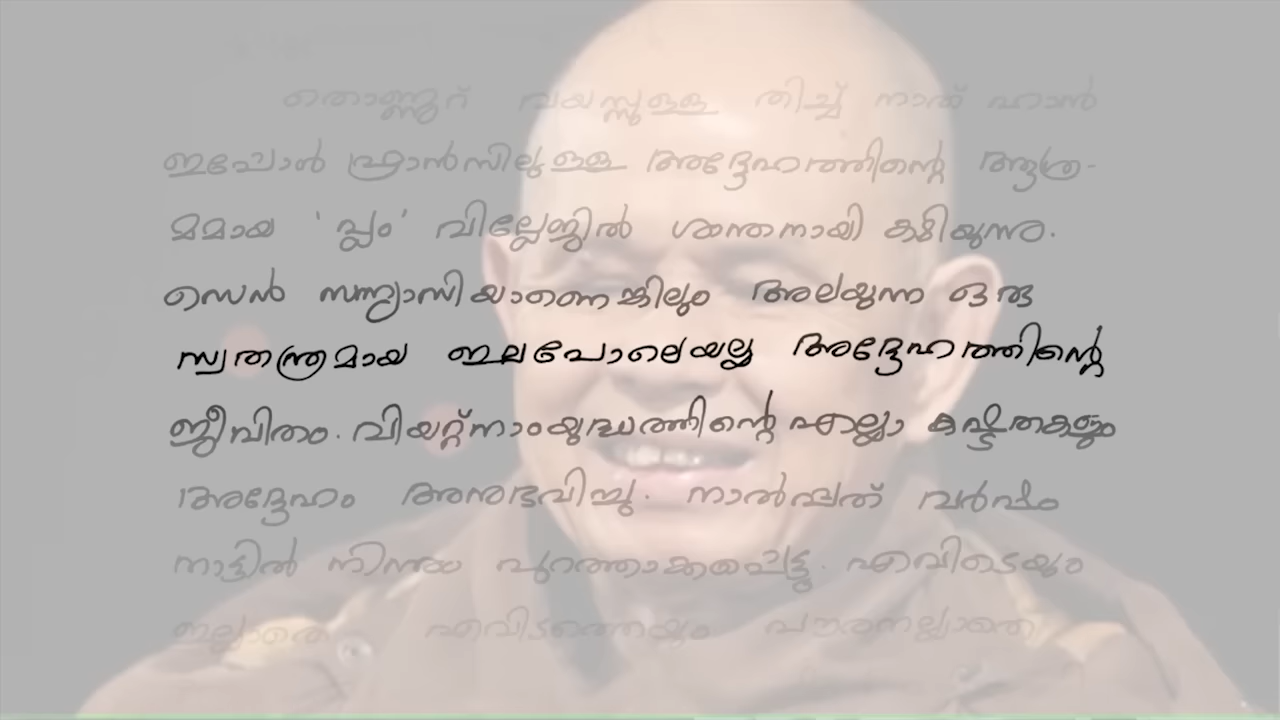 തൊണ്ണൂറ് വയസ്സുള്ള തിച്ച് നാത് ഹാൻ
ഇപ്പോൾ ഫ്രാൻസിലുള്ള അദ്ദേഹത്തിന്റെ ആശ്ര-
മമായ 'പ്ലം' വില്ലേജിൽ ശാന്തനായി കഴിയുന്നു.
സെൻ സന്ന്യാസിയാണെങ്കിലും അലയുന്ന ഒരു
സ്വതന്ത്രമായ ഇലപോലെയല്ല അദ്ദേഹത്തിന്റെ
ജീവിതം. വിയറ്റ്നാംയുദ്ധത്തിന്റെ എല്ലാ കഷ്ടതകളും
അദ്ദേഹം അനുഭവിച്ചു. നാൽപ്പത് വർഷം
നാട്ടിൽ നിന്നും പുറത്താക്കപ്പെട്ടു. എവിടെയും
ഇല്ലാതെ എവിടത്തെയും പൗരനല്ലാതെ